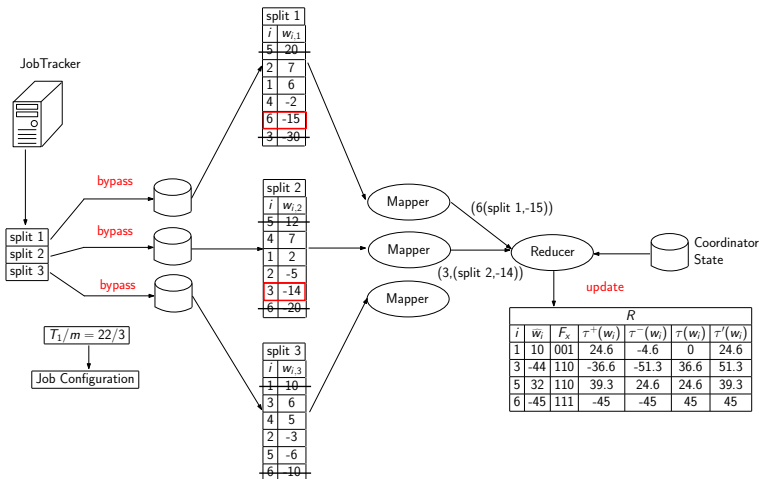 JobTracker
split 1
split 2
split 3
T1/m = 22/3
Job Configuration
bypass
bypass
bypass
split 1
i wi,1
5 20
2 7
1 6
4 -2
6 -15
3 -30
split 2
i wi,2
5 12
4 7
1 2
2 -5
3 -14
6 -20
split 3
i wi,3
1 10
3 6
4 5
2 -3
5 -6
6 -10
Mapper
Mapper
Mapper
(6(split 1,-15))
(3,(split 2,-14))
Reducer
Coordinator
State
update
R
i w̅i Fx τ+(wi) τ−(wi) τ(wi) τ′(wi)
1 10 001 24.6 -4.6 0 24.6
3 -44 110 -36.6 -51.3 36.6 51.3
5 32 110 39.3 24.6 24.6 39.3
6 -45 111 -45 -45 45 45